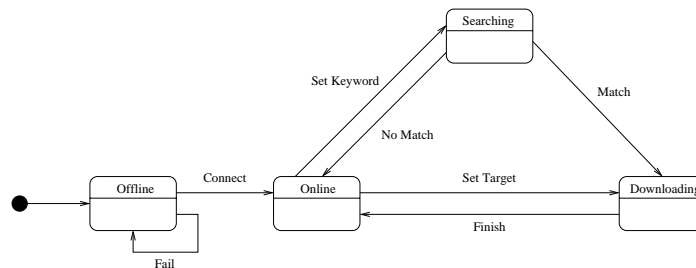 Searching
Set Keyword
Match
No Match
Offline
Connect
Online
Set Target
Downloading
Finish
Fail